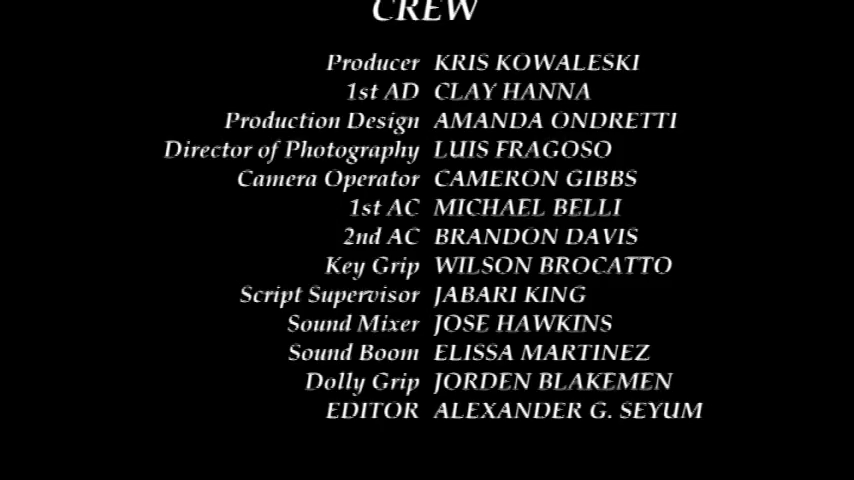 CREW
Producer KRIS KOWALESKI
1st AD CLAY HANNA
Production Design AMANDA ONDRETTI
Director of Photography LUIS FRAGOSO
Camera Operator CAMERON GIBBS
1st AC MICHAEL BELLI
2nd AC BRANDON DAVIS
Key Grip WILSON BROCATTO
Script Supervisor JABARI KING
Sound Mixer JOSE HAWKINS
Sound Boom ELISSA MARTINEZ
Dolly Grip JORDEN BLAKEMEN
EDITOR ALEXANDER G. SEYUM